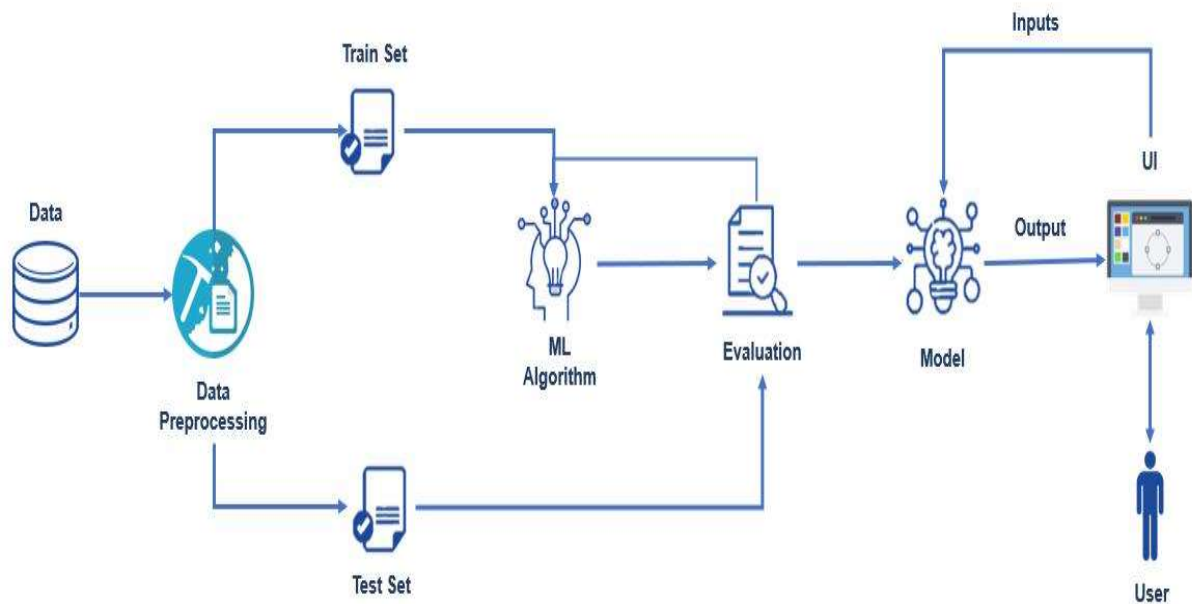 Inputs
Train Set
UI
Data
Output
ML
Algorithm
Evaluation
Model
Data
Preprocessing
Test Set
User